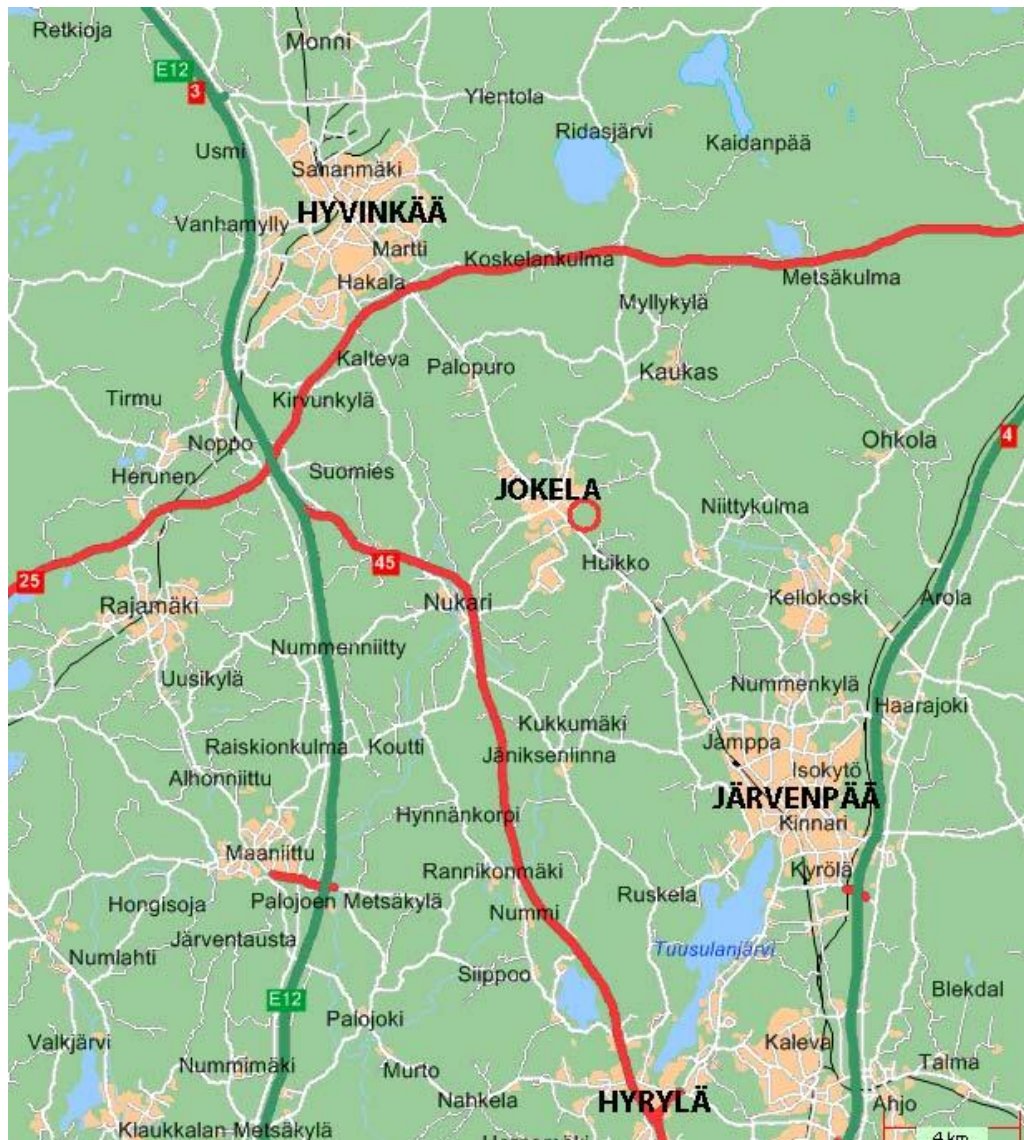 Retkioja
Monni
E12
3
Ylentola
Ridasjärvi
Kaidanpää
Usmi
Sahanmäki
HYVINKÄÄ
Vanhamylly
Martti
Koskelankulma
Hakala
Metsäkulma
Myllykylä
Kalteva
Palopuro
Kaukas
Tirmu
Kirvunkylä
4
Ohkola
Noppo
Herunen
Suomies
JOKELA
Niittykulma
45
Huikko
25
Rajamäki
Nukari
Kellokoski
Arola
Nummenniitty
Uusikylä
Nummenkylä
Haarajoki
Kukkumäki
Raiskionkulma
Koutti
Jäniksenlinna
Jamppa
Alhonniittu
Isokytö
JÄRVENPÄÄ
Hynnänkorpi
Kinnari
Maaniittu
Rannikonmäki
Kyrölä
Hongisoja
Palojoen Metsäkylä
Ruskela
Nummi
Järventausta
Numlahti
Tuusulanjärvi
Siippoo
E12
Blekdal
Palojoki
Valkjärvi
Kaleva
Nummimäki
Murto
Talma
Nahkela
HYRYLÄ
Ahjo
Klaukkalan Metsäkylä
4 km